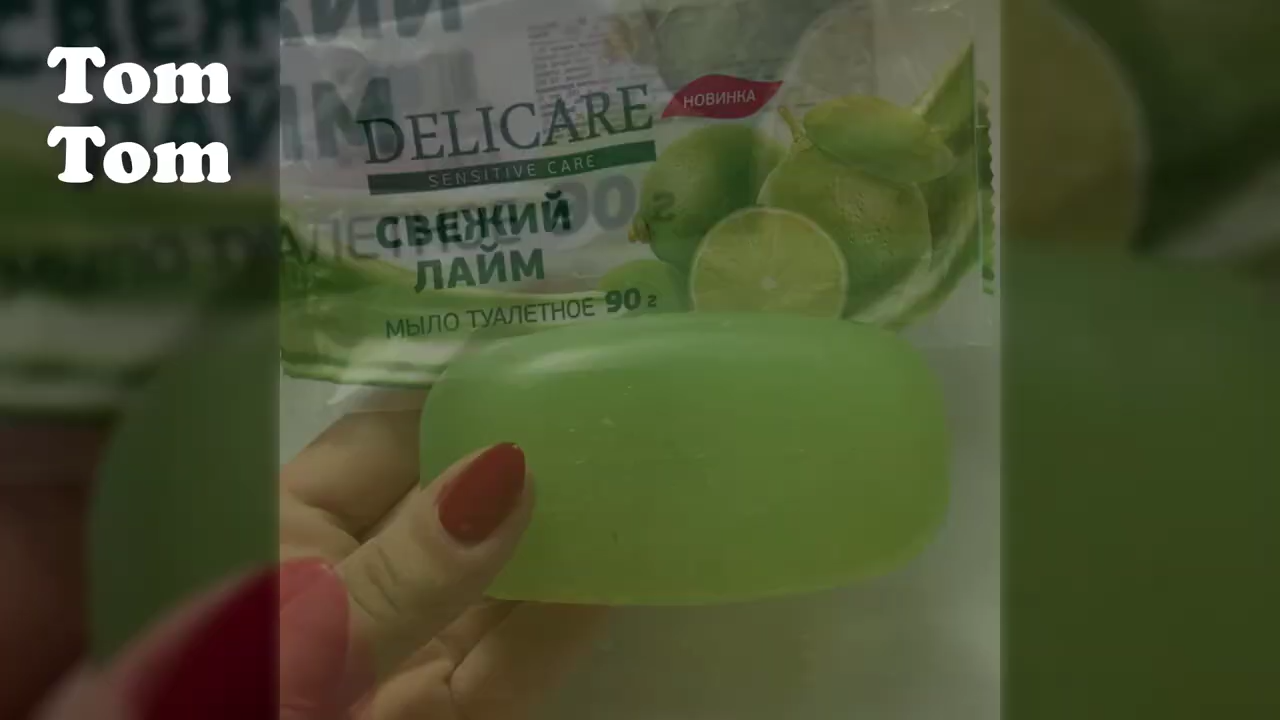 Tom
Tom
DELICARE
SENSITIVE CARE
НОВИНКА
СВЕЖИЙ
ЛАЙМ
МЫЛО ТУАЛЕТНОЕ 90 г